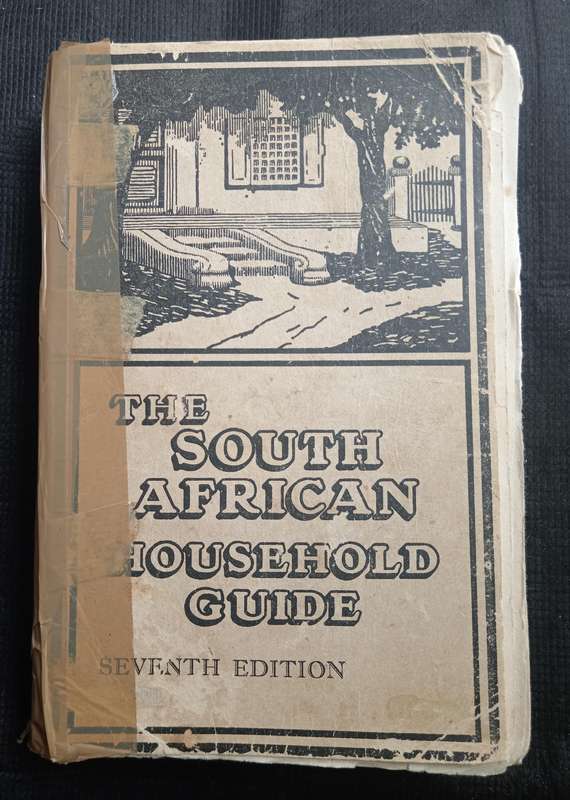 THE
SOUTH
AFRICAN
HOUSEHOLD
GUIDE
SEVENTH EDITION